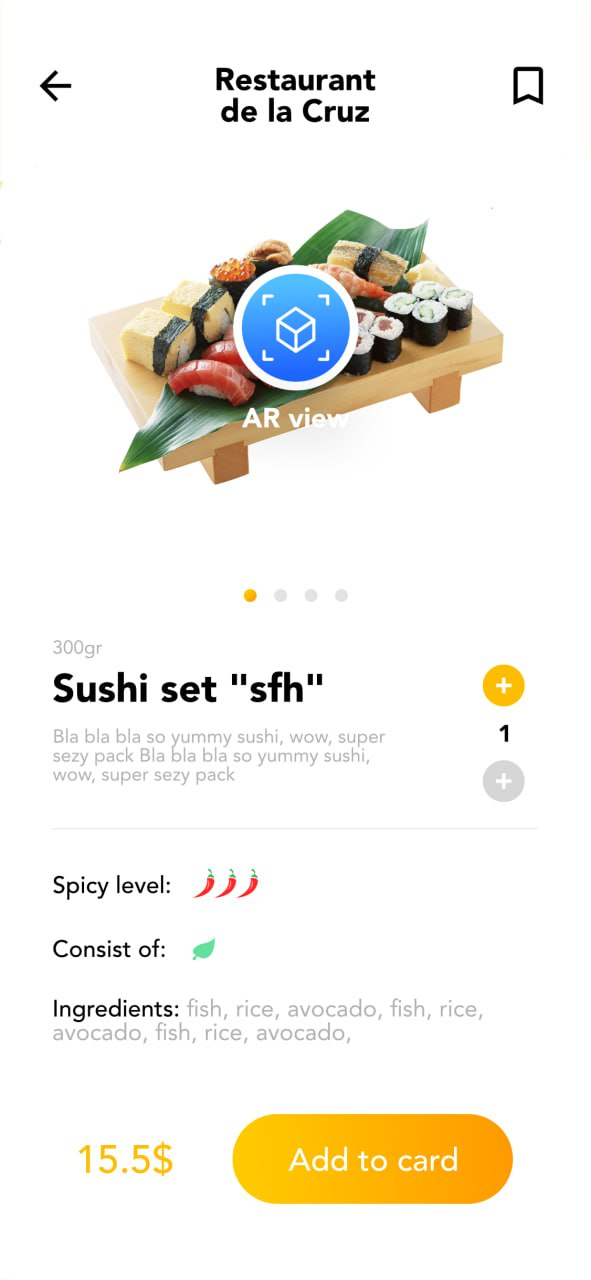 Restaurant
de la Cruz
AR view
300gr
Sushi set "sfh"
Bla bla bla so yummy sushi, wow, super
sezy pack Bla bla bla so yummy sushi,
wow, super sezy pack
+
1
+
Spicy level:
Consist of:
Ingredients: fish, rice, avocado, fish, rice,
avocado, fish, rice, avocado,
15.5$
Add to card